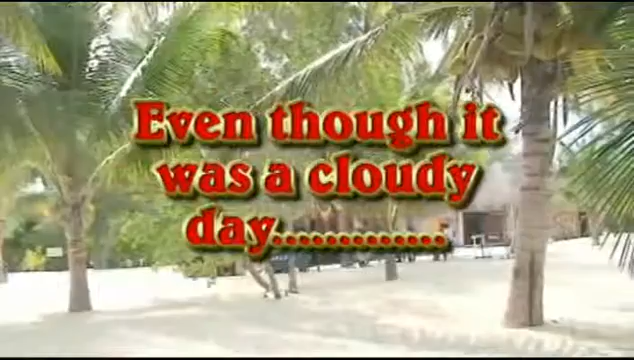 Even though it
was a cloudy
day.............